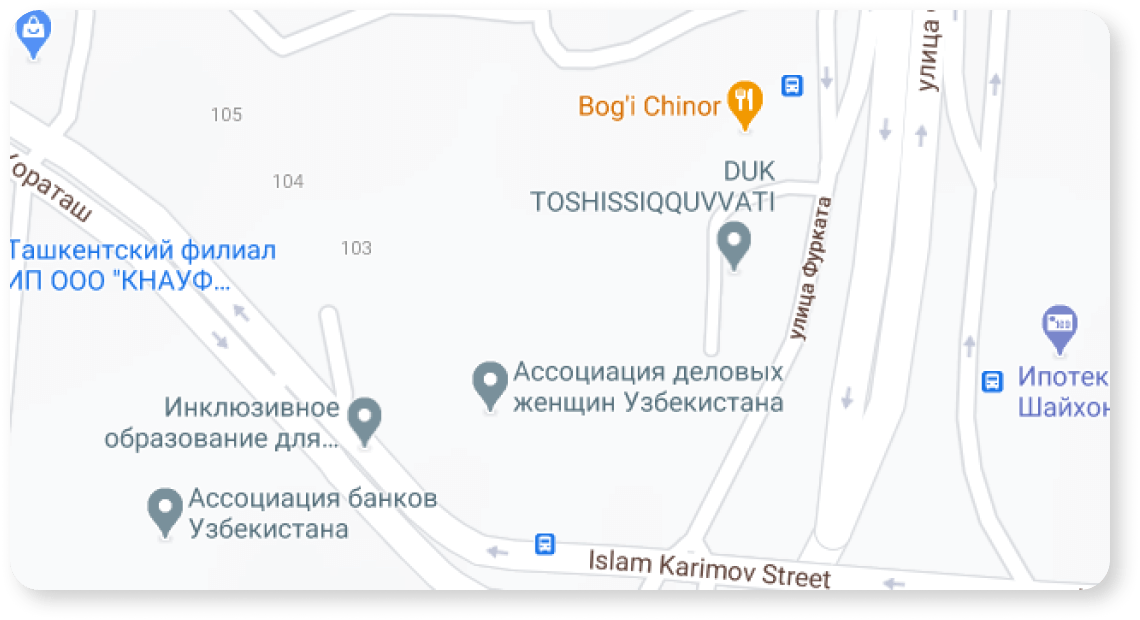 улица
Bog'i Chinor
105
DUK
TOSHISSIQQUVVATI
104
Ташкентский филиал
ИП ООО "КНАУФ...
103
улица Фурката
Ассоциация деловых
женщин Узбекистана
Ипотек
Шайхон
Инклюзивное
образование для...
Ассоциация банков
Узбекистана
Islam Karimov Street